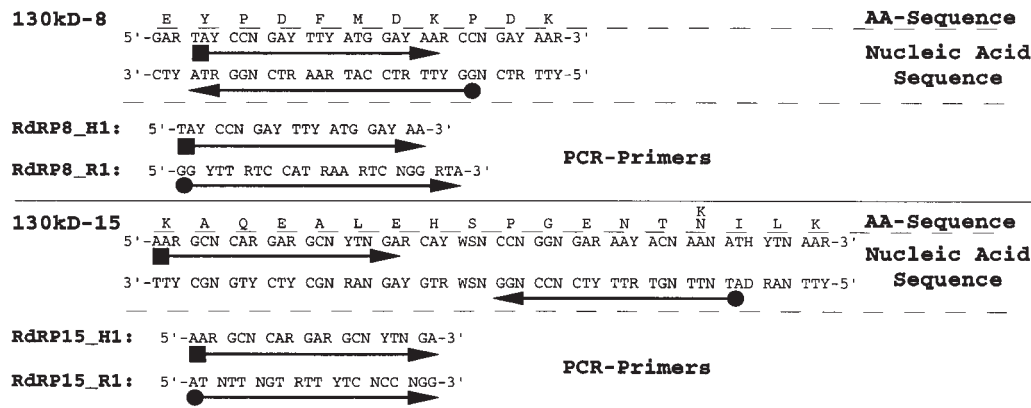 130kD-8 E Y P D F M D K P D K AA-Sequence
5'-GAR TAY CCN GAY TTY ATG GAY AAR CCN GAY AAR-3'
Nucleic Acid
3'-CTY ATR GGN CTR AAR TAC CTR TTY GGN CTR TTY-5' Sequence
RdRP8_H1: 5'-TAY CCN GAY TTY ATG GAY AA-3'
PCR-Primers
RdRP8_R1: 5'-GG YTT RTC CAT RAA RTC NGG RTA-3'
K
130kD-15 K A Q E A L E H S P G E N T N I L K AA-Sequence
5'-AAR GCN CAR GAR GCN YTN GAR CAY WSN CCN GGN GAR AAY ACN AAN ATH YTN AAR-3'
Nucleic Acid
3'-TTY CGN GTY CTY CGN RAN GAY GTR WSN GGN CCN CTY TTR TGN TTN TAD RAN TTY-5' Sequence
RdRP15_H1: 5'-AAR GCN CAR GAR GCN YTN GA-3'
PCR-Primers
RdRP15_R1: 5'-AT NTT NGT RTT YTC NCC NGG-3'